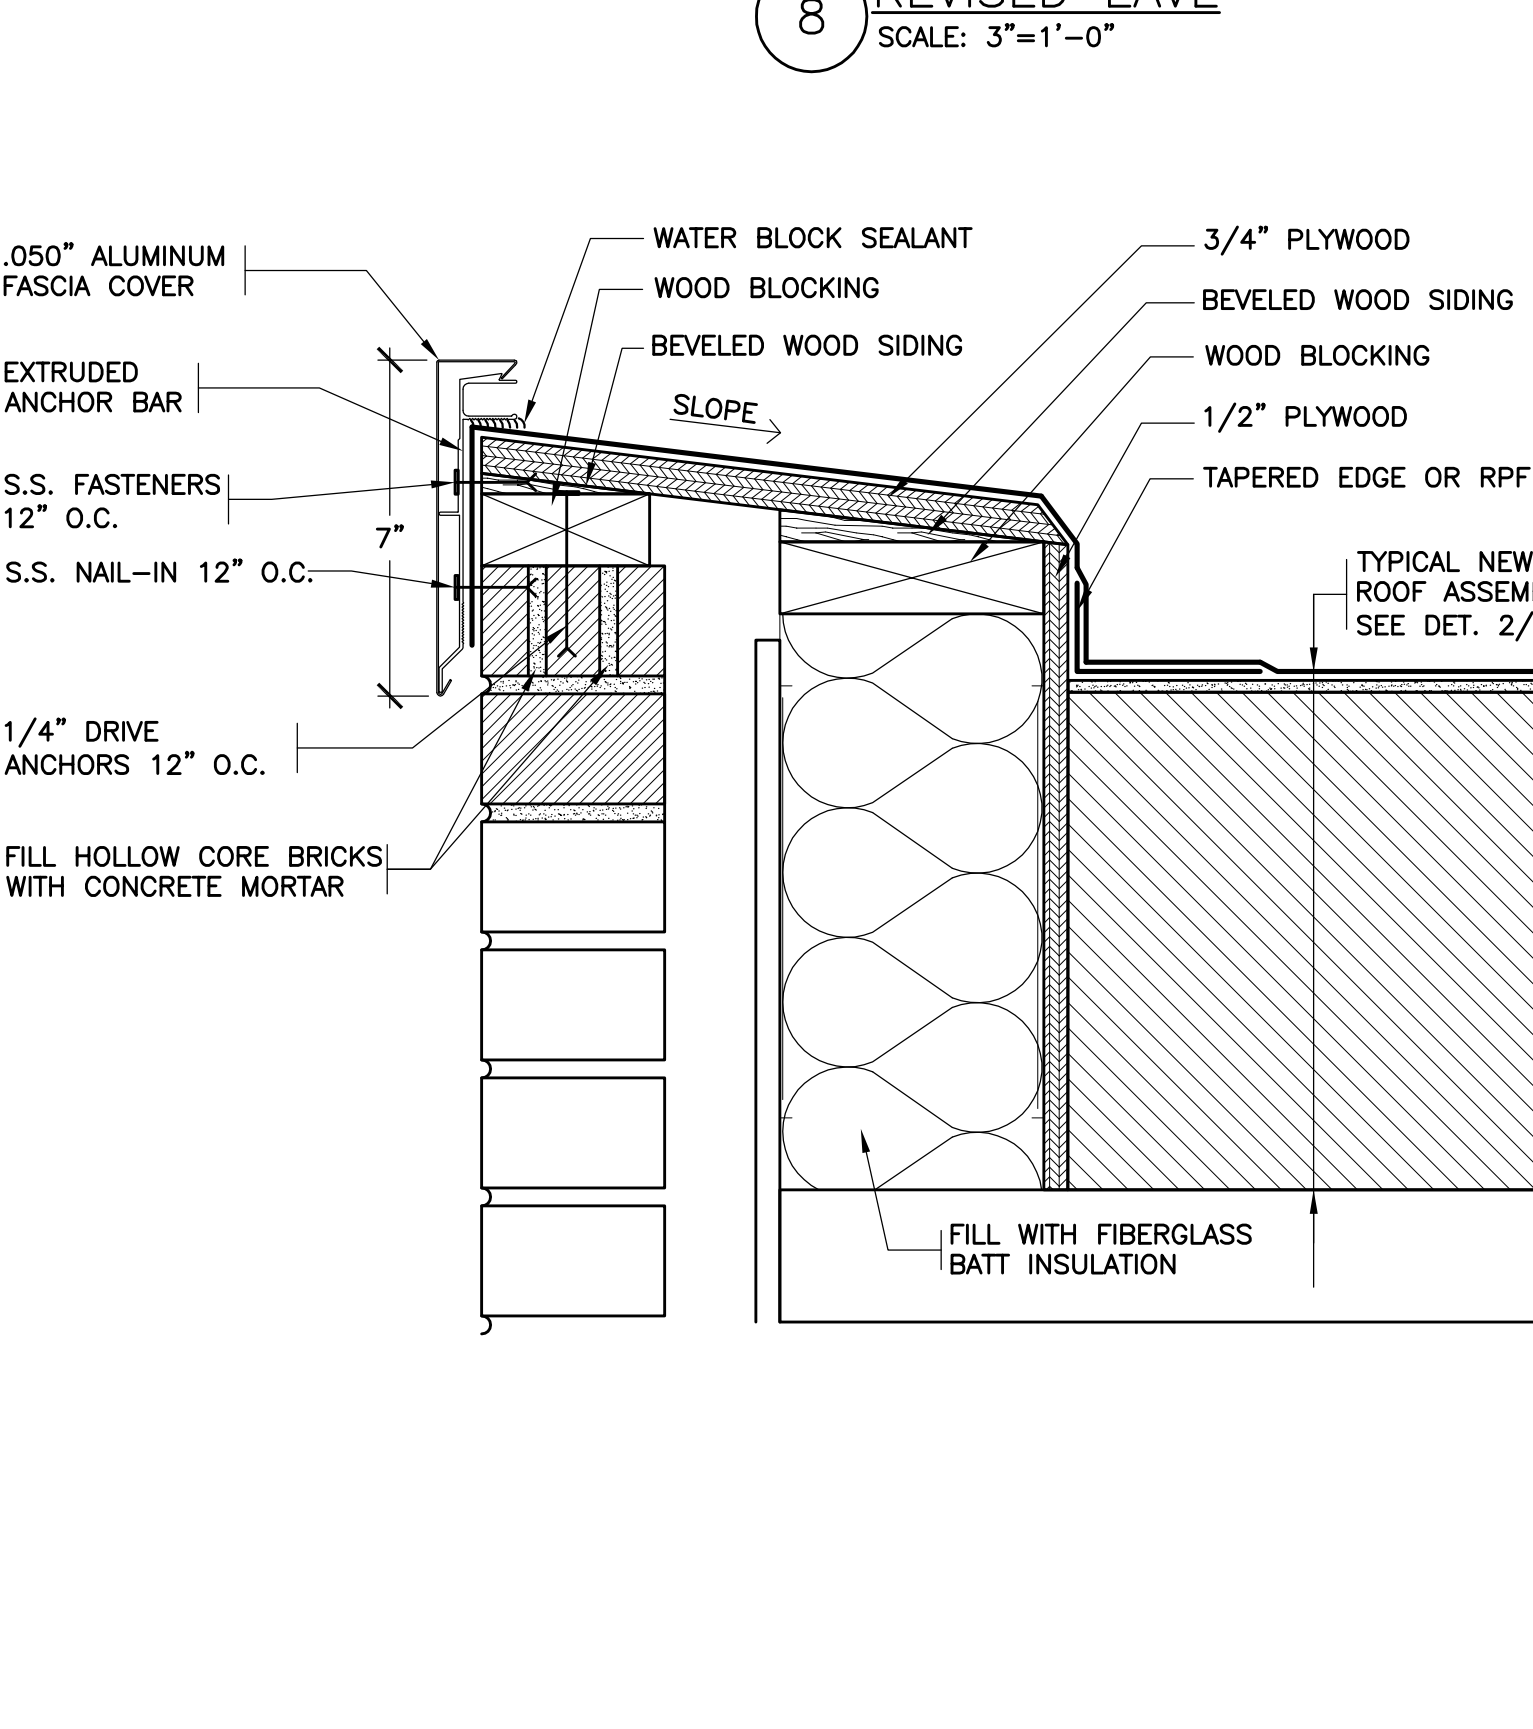 8
REVISED EAVE
SCALE: 3"=1'-0"
.050" ALUMINUM
FASCIA COVER
EXTRUDED
ANCHOR BAR
S.S. FASTENERS
12" O.C.
7"
S.S. NAIL-IN 12" O.C.
1/4" DRIVE
ANCHORS 12" O.C.
FILL HOLLOW CORE BRICKS
WITH CONCRETE MORTAR
WATER BLOCK SEALANT
WOOD BLOCKING
BEVELED WOOD SIDING
SLOPE
3/4" PLYWOOD
BEVELED WOOD SIDING
WOOD BLOCKING
1/2" PLYWOOD
TAPERED EDGE OR RPF
TYPICAL NEW
ROOF
SEE DET. 2/
FILL WITH FIBERGLASS
BATT INSULATION